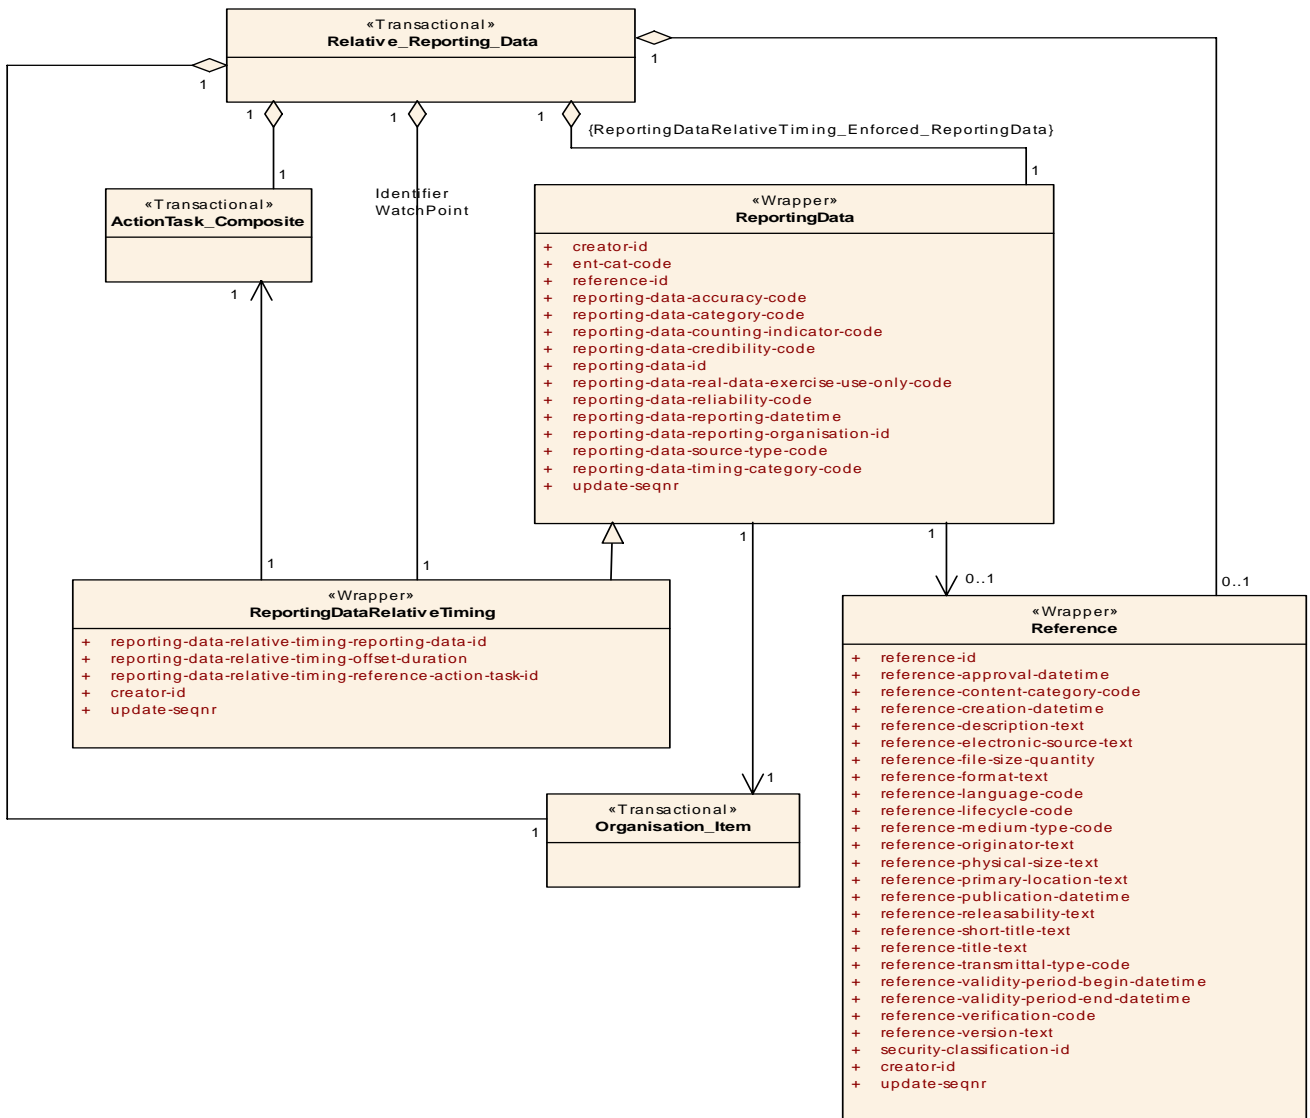 «Transactional»
Relative_Reporting_Data
1
1
1
1
1
{ReportingDataRelativeTiming_Enforced_ReportingData}
1
1
Identifier
WatchPoint
«Transactional»
ActionTask_Composite
1
«Wrapper»
ReportingData
+ creator-id
+ ent-cat-code
+ reference-id
+ reporting-data-accuracy-code
+ reporting-data-category-code
+ reporting-data-counting-indicator-code
+ reporting-data-credibility-code
+ reporting-data-id
+ reporting-data-real-data-exercise-use-only-code
+ reporting-data-reliability-code
+ reporting-data-reporting-datetime
+ reporting-data-reporting-organisation-id
+ reporting-data-source-type-code
+ reporting-data-timing-category-code
+ update-seqnr
1
1
1
1
0..1
0..1
«Wrapper»
ReportingDataRelativeTiming
+ reporting-data-relative-timing-reporting-data-id
+ reporting-data-relative-timing-offset-duration
+ reporting-data-relative-timing-reference-action-task-id
+ creator-id
+ update-seqnr
1
1
«Transactional»
Organisation_Item
«Wrapper»
Reference
+ reference-id
+ reference-approval-datetime
+ reference-content-category-code
+ reference-creation-datetime
+ reference-description-text
+ reference-electronic-source-text
+ reference-file-size-quantity
+ reference-format-text
+ reference-language-code
+ reference-lifecycle-code
+ reference-medium-type-code
+ reference-originator-text
+ reference-physical-size-text
+ reference-primary-location-text
+ reference-publication-datetime
+ reference-releasability-text
+ reference-short-title-text
+ reference-title-text
+ reference-transmittal-type-code
+ reference-validity-period-begin-datetime
+ reference-validity-period-end-datetime
+ reference-verification-code
+ reference-version-text
+ security-classification-id
+ creator-id
+ update-seqnr